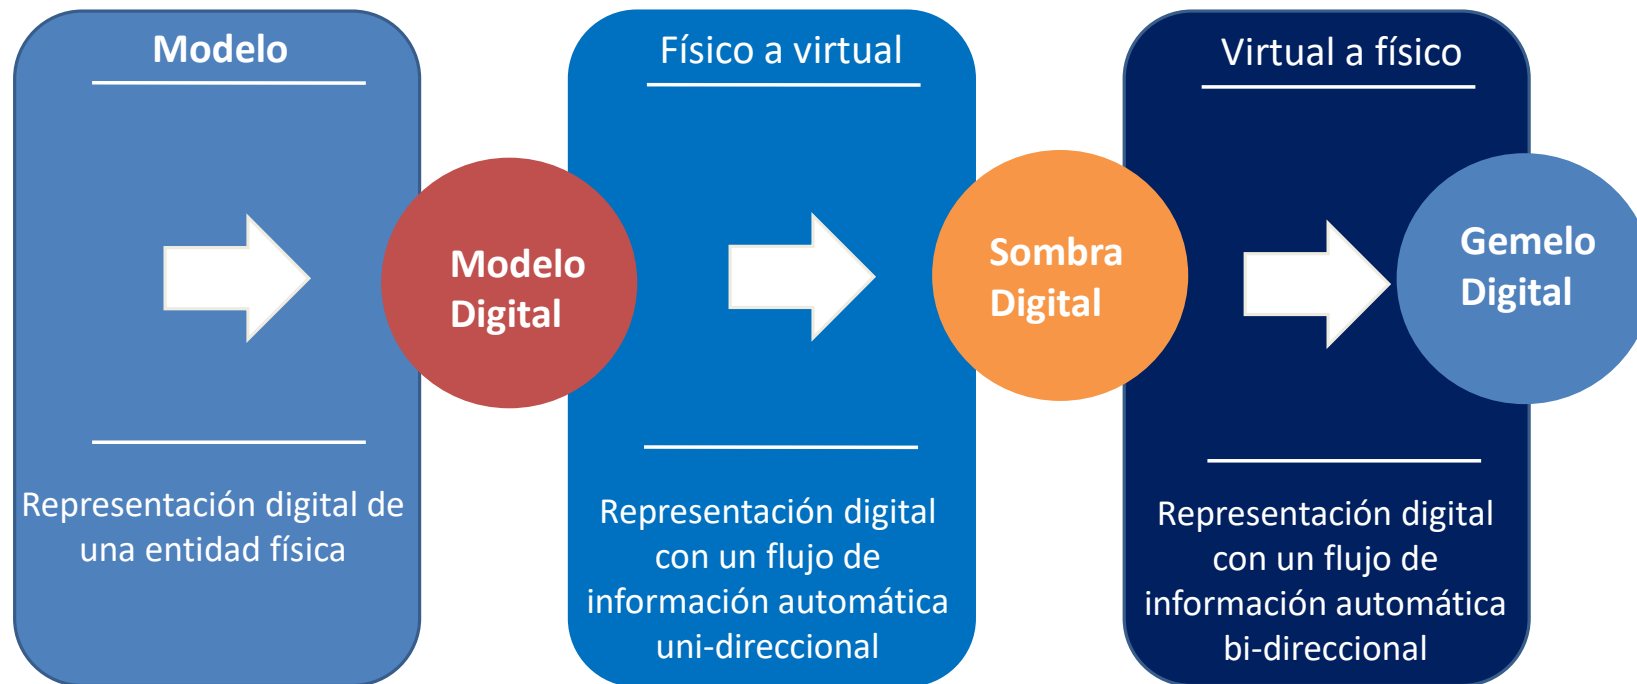 Modelo
Modelo
Digital
Representación digital de
una entidad física
Físico a virtual
Sombra
Digital
Representación digital
con un flujo de
información automática
uni-direccional
Virtual a físico
Gemelo
Digital
Representación digital
con un flujo de
información automática
bi-direccional